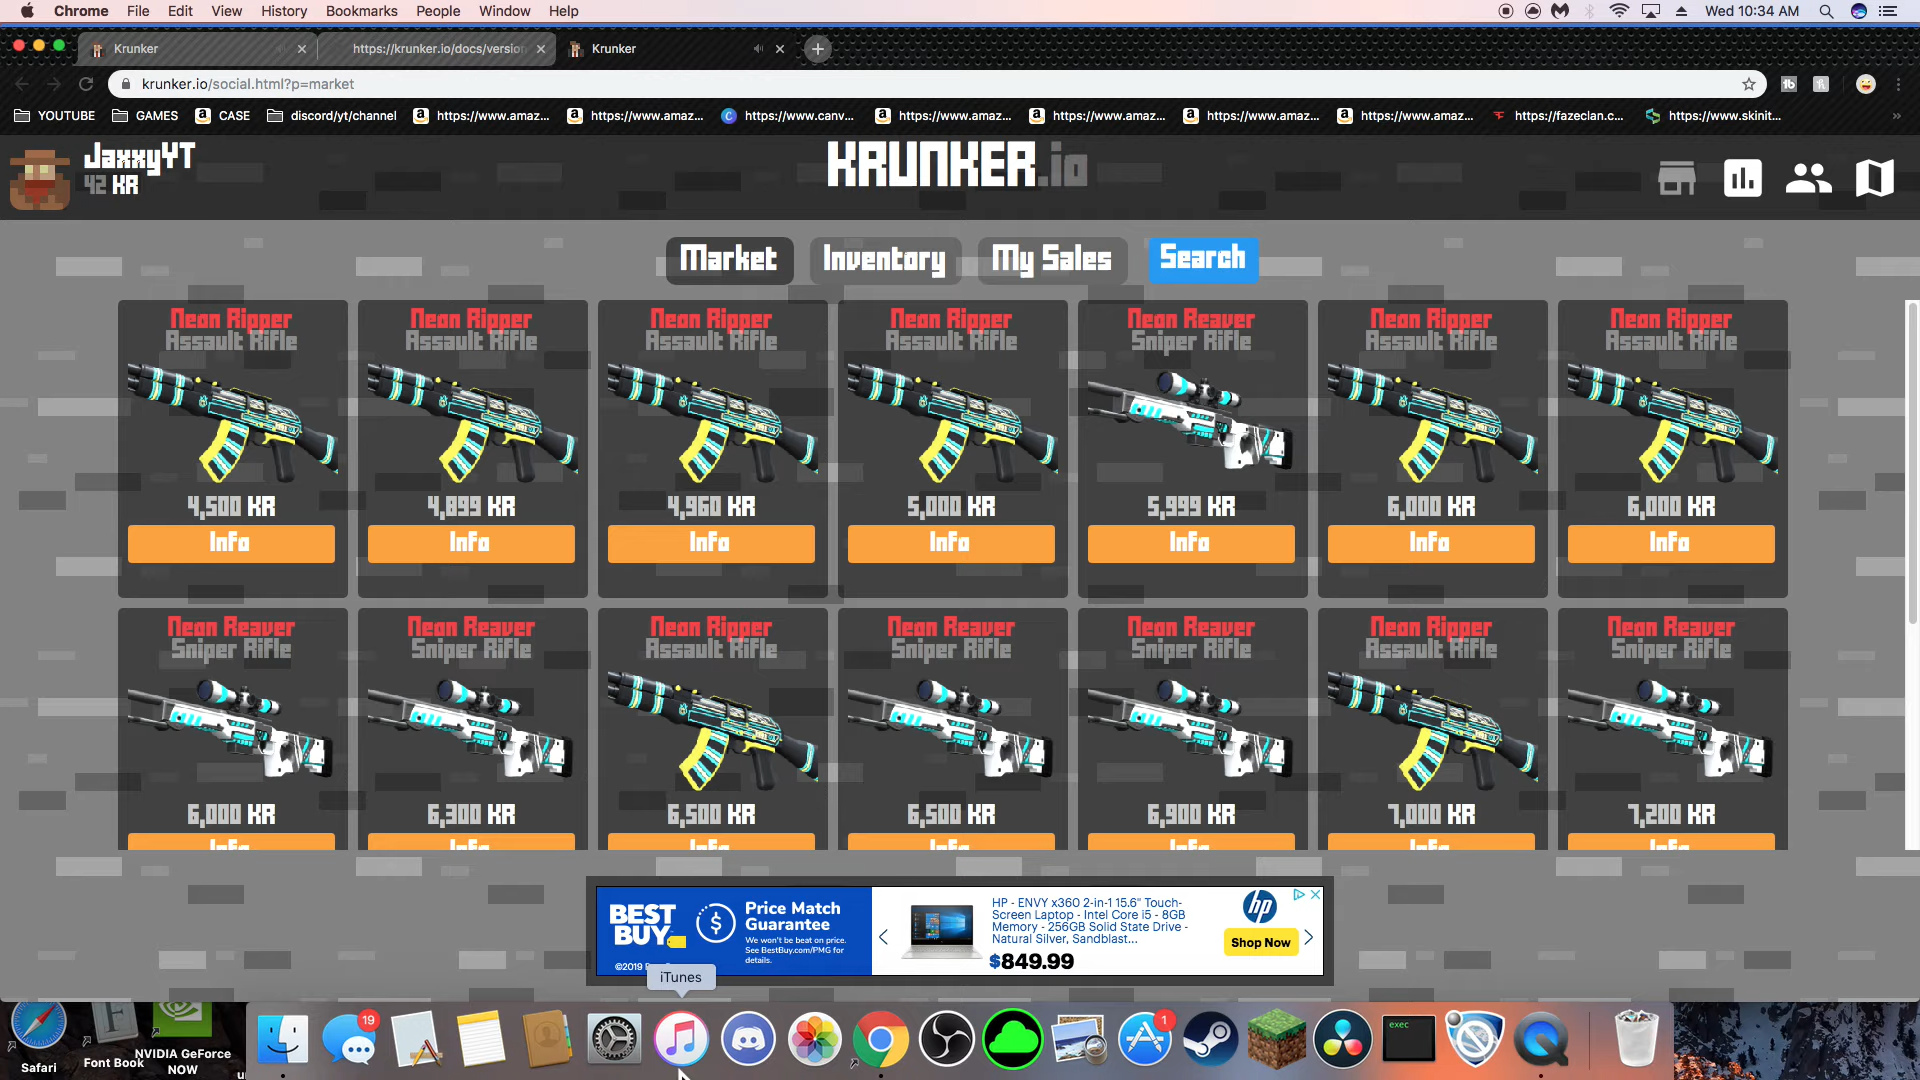 Chrome File Edit View History Bookmarks People Window Help Wed 10:34 AM
Krunker https://krunker.io/docs/version Krunker
krunker.io/social.html?p=market
YOUTUBE GAMES CASE discord/yt/channel https://www.amaz... https://www.amaz... https://www.canv... https://www.amaz... https://www.amaz... https://www.amaz... https://www.amaz... https://fazeclan.c... https://www.skinit...
JaxxyYT
42 KR
KRUNKER.io
Market Inventory My Sales Search
Neon Ripper Neon Ripper Neon Ripper Neon Ripper Neon Reaver Neon Ripper Neon Ripper
Assault Rifle Assault Rifle Assault Rifle Assault Rifle Sniper Rifle Assault Rifle Assault Rifle
4,500 KR 4,899 KR 4,960 KR 5,000 KR 5,999 KR 6,000 KR 6,000 KR
Info Info Info Info Info Info Info
Neon Reaver Neon Reaver Neon Ripper Neon Reaver Neon Reaver Neon Ripper Neon Reaver
Sniper Rifle Sniper Rifle Assault Rifle Sniper Rifle Sniper Rifle Assault Rifle Sniper Rifle
6,000 KR 6,300 KR 6,500 KR 6,500 KR 6,900 KR 7,000 KR 7,200 KR
Info Info Info Info Info Info Info
BEST BUY
Price Match
Guarantee
We won't be beat on price.
See BestBuy.com/PMG for
details.
©2019
HP - ENVY x360 2-in-1 15.6" Touch-
Screen Laptop - Intel Core i5 - 8GB
Memory - 256GB Solid State Drive -
Natural Silver, Sandblast...
$849.99
hp
Shop Now
iTunes
19
1
exec
Safari
Font Book
NVIDIA GeForce
NOW